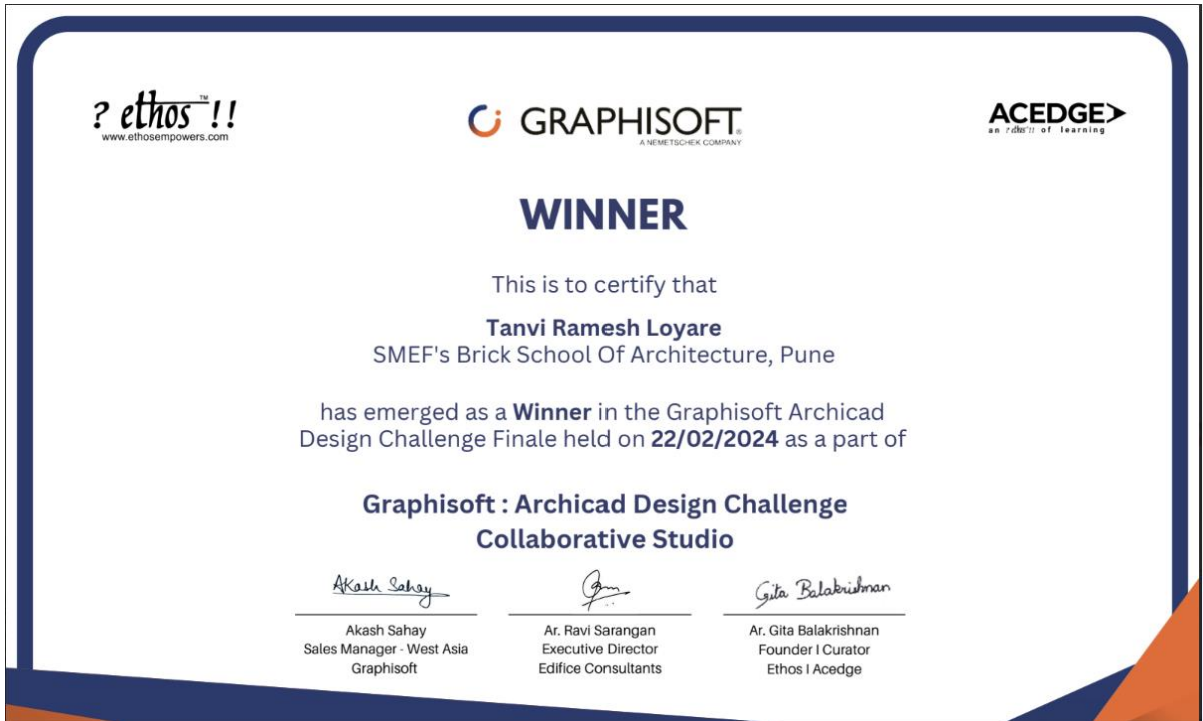 ? ethos™!!
www.ethosempowers.com
GRAPHISOFT®
A NEMETSCHEK COMPANY
ACEDGE
an ? ethos !! of learning
WINNER
This is to certify that
Tanvi Ramesh Loyare
SMEF's Brick School Of Architecture, Pune
has emerged as a Winner in the Graphisoft Archicad
Design Challenge Finale held on 22/02/2024 as a part of
Graphisoft : Archicad Design Challenge
Collaborative Studio
Akash Sahay
Gita Balakrishnan
Akash Sahay
Sales Manager - West Asia
Graphisoft
Ar. Ravi Sarangan
Executive Director
Edifice Consultants
Ar. Gita Balakrishnan
Founder I Curator
Ethos I Acedge